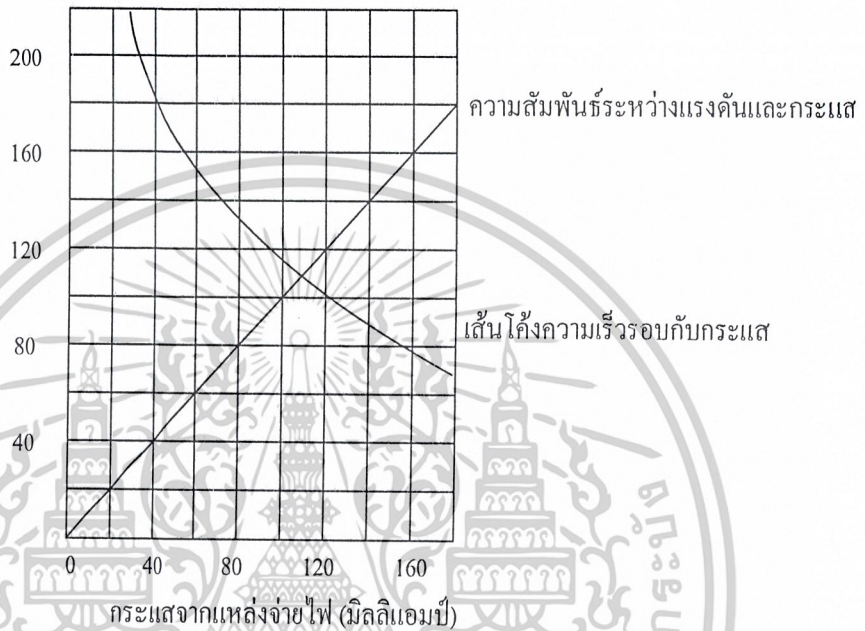 200
ความสัมพันธ์ระหว่างแรงดันและกระแส
160
120
เส้นโค้งความเร็วรอบกับกระแส
80
40
0 40 80 120 160
กระแสจากแหล่งจ่ายไฟ (มิลลิแอมป์)